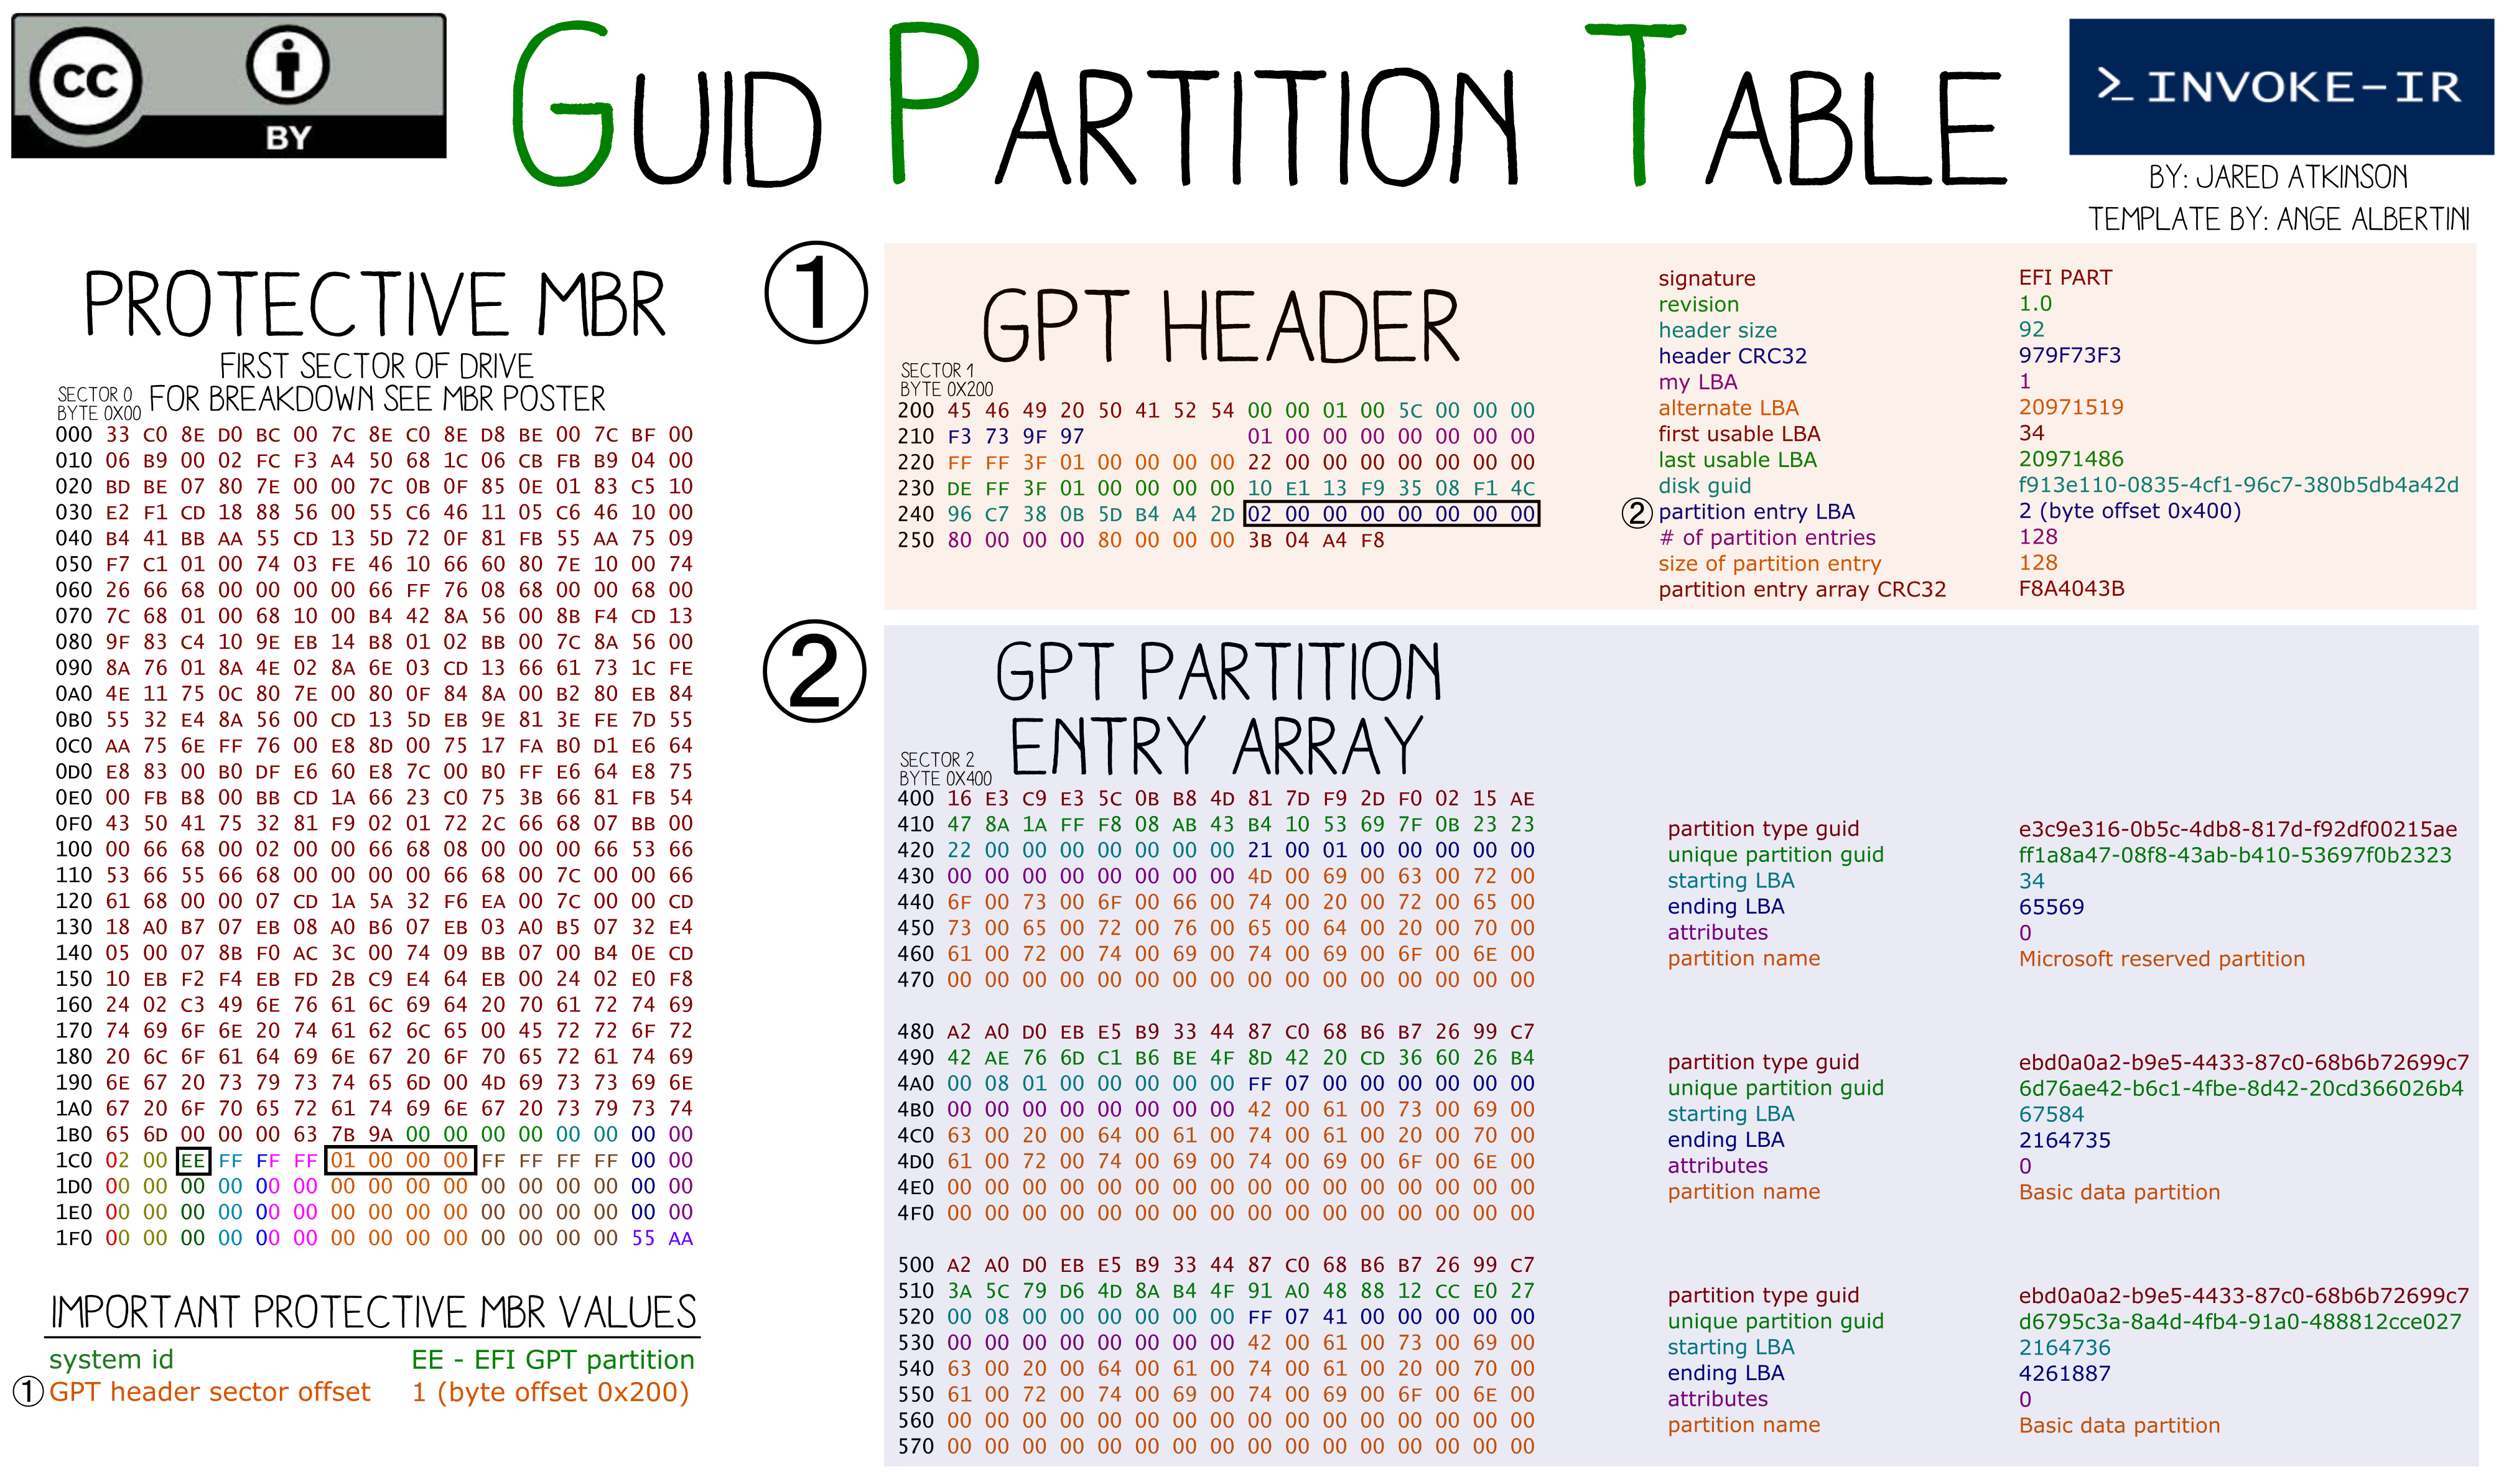 cc
BY
GUID PARTITION TABLE
>_ INVOKE-IR
BY: JARED ATKINSON
TEMPLATE BY: ANGE ALBERTINI
PROTECTIVE MBR
FIRST SECTOR OF DRIVE
FOR BREAKDOWN SEE MBR POSTER
SECTOR 0
BYTE 0X00
000 33 C0 8E D0 BC 00 7C 8E C0 8E D8 BE 00 7C BF 00
010 06 B9 00 02 FC F3 A4 50 68 1C 06 CB FB B9 04 00
020 BD BE 07 80 7E 00 00 7C 0B 0F 85 0E 01 83 C5 10
030 E2 F1 CD 18 88 56 00 55 C6 46 11 05 C6 46 10 00
040 B4 41 BB AA 55 CD 13 5D 72 0F 81 FB 55 AA 75 09
050 F7 C1 01 00 74 03 FE 46 10 66 60 80 7E 10 00 74
060 26 66 68 00 00 00 00 66 FF 76 08 68 00 00 68 00
070 7C 68 01 00 68 10 00 B4 42 8A 56 00 8B F4 CD 13
080 9F 83 C4 10 9E EB 14 B8 01 02 BB 00 7C 8A 56 00
090 8A 76 01 8A 4E 02 8A 6E 03 CD 13 66 61 73 1C FE
0A0 4E 11 75 0C 80 7E 00 80 0F 84 8A 00 B2 80 EB 84
0B0 55 32 E4 8A 56 00 CD 13 5D EB 9E 81 3E FE 7D 55
0C0 AA 75 6E FF 76 00 E8 8D 00 75 17 FA B0 D1 E6 64
0D0 E8 83 00 B0 DF E6 60 E8 7C 00 B0 FF E6 64 E8 75
0E0 00 FB B8 00 BB CD 1A 66 23 C0 75 3B 66 81 FB 54
0F0 43 50 41 75 32 81 F9 02 01 72 2C 66 68 07 BB 00
100 00 66 68 00 02 00 00 66 68 08 00 00 00 66 53 66
110 53 66 55 66 68 00 00 00 00 66 68 00 7C 00 00 66
120 61 68 00 00 07 CD 1A 5A 32 F6 EA 00 7C 00 00 CD
130 18 A0 B7 07 EB 08 A0 B6 07 EB 03 A0 B5 07 32 E4
140 05 00 07 8B F0 AC 3C 00 74 09 BB 07 00 B4 0E CD
150 10 EB F2 F4 EB FD 2B C9 E4 64 EB 00 24 02 E0 F8
160 24 02 C3 49 6E 76 61 6C 69 64 20 70 61 72 74 69
170 74 69 6F 6E 20 74 61 62 6C 65 00 45 72 72 6F 72
180 20 6C 6F 61 64 69 6E 67 20 6F 70 65 72 61 74 69
190 6E 67 20 73 79 73 74 65 6D 00 4D 69 73 73 69 6E
1A0 67 20 6F 70 65 72 61 74 69 6E 67 20 73 79 73 74
1B0 65 6D 00 00 00 63 7B 9A 00 00 00 00 00 00 00 00
1C0 02 00 EE FF FF FF 01 00 00 00 FF FF FF FF 00 00
1D0 00 00 00 00 00 00 00 00 00 00 00 00 00 00 00 00
1E0 00 00 00 00 00 00 00 00 00 00 00 00 00 00 00 00
1F0 00 00 00 00 00 00 00 00 00 00 00 00 00 00 55 AA
IMPORTANT PROTECTIVE MBR VALUES
system id EE - EFI GPT partition
① GPT header sector offset 1 (byte offset 0x200)
①
GPT HEADER
SECTOR 1
BYTE 0X200
200 45 46 49 20 50 41 52 54 00 00 01 00 5C 00 00 00
210 F3 73 9F 97 01 00 00 00 00 00 00 00
220 FF FF 3F 01 00 00 00 00 22 00 00 00 00 00 00 00
230 DE FF 3F 01 00 00 00 00 10 E1 13 F9 35 08 F1 4C
240 96 C7 38 0B 5D B4 A4 2D 02 00 00 00 00 00 00 00
250 80 00 00 00 80 00 00 00 3B 04 A4 F8
signature EFI PART
revision 1.0
header size 92
header CRC32 979F73F3
my LBA 1
alternate LBA 20971519
first usable LBA 34
last usable LBA 20971486
disk guid f913e110-0835-4cf1-96c7-380b5db4a42d
② partition entry LBA 2 (byte offset 0x400)
# of partition entries 128
size of partition entry 128
partition entry array CRC32 F8A4043B
②
GPT PARTITION
ENTRY ARRAY
SECTOR 2
BYTE 0X400
400 16 E3 C9 E3 5C 0B B8 4D 81 7D F9 2D F0 02 15 AE
410 47 8A 1A FF F8 08 AB 43 B4 10 53 69 7F 0B 23 23
420 22 00 00 00 00 00 00 00 21 00 01 00 00 00 00 00
430 00 00 00 00 00 00 00 00 4D 00 69 00 63 00 72 00
440 6F 00 73 00 6F 00 66 00 74 00 20 00 72 00 65 00
450 73 00 65 00 72 00 76 00 65 00 64 00 20 00 70 00
460 61 00 72 00 74 00 69 00 74 00 69 00 6F 00 6E 00
470 00 00 00 00 00 00 00 00 00 00 00 00 00 00 00 00
partition type guid e3c9e316-0b5c-4db8-817d-f92df00215ae
unique partition guid ff1a8a47-08f8-43ab-b410-53697f0b2323
starting LBA 34
ending LBA 65569
attributes 0
partition name Microsoft reserved partition
480 A2 A0 D0 EB E5 B9 33 44 87 C0 68 B6 B7 26 99 C7
490 42 AE 76 6D C1 B6 BE 4F 8D 42 20 CD 36 60 26 B4
4A0 00 08 01 00 00 00 00 00 FF 07 00 00 00 00 00 00
4B0 00 00 00 00 00 00 00 00 42 00 61 00 73 00 69 00
4C0 63 00 20 00 64 00 61 00 74 00 61 00 20 00 70 00
4D0 61 00 72 00 74 00 69 00 74 00 69 00 6F 00 6E 00
4E0 00 00 00 00 00 00 00 00 00 00 00 00 00 00 00 00
4F0 00 00 00 00 00 00 00 00 00 00 00 00 00 00 00 00
partition type guid ebd0a0a2-b9e5-4433-87c0-68b6b72699c7
unique partition guid 6d76ae42-b6c1-4fbe-8d42-20cd366026b4
starting LBA 67584
ending LBA 2164735
attributes 0
partition name Basic data partition
500 A2 A0 D0 EB E5 B9 33 44 87 C0 68 B6 B7 26 99 C7
510 3A 5C 79 D6 4D 8A B4 4F 91 A0 48 88 12 CC E0 27
520 00 08 00 00 00 00 00 00 FF 07 41 00 00 00 00 00
530 00 00 00 00 00 00 00 00 42 00 61 00 73 00 69 00
540 63 00 20 00 64 00 61 00 74 00 61 00 20 00 70 00
550 61 00 72 00 74 00 69 00 74 00 69 00 6F 00 6E 00
560 00 00 00 00 00 00 00 00 00 00 00 00 00 00 00 00
570 00 00 00 00 00 00 00 00 00 00 00 00 00 00 00 00
partition type guid ebd0a0a2-b9e5-4433-87c0-68b6b72699c7
unique partition guid d6795c3a-8a4d-4fb4-91a0-488812cce027
starting LBA 2164736
ending LBA 4261887
attributes 0
partition name Basic data partition